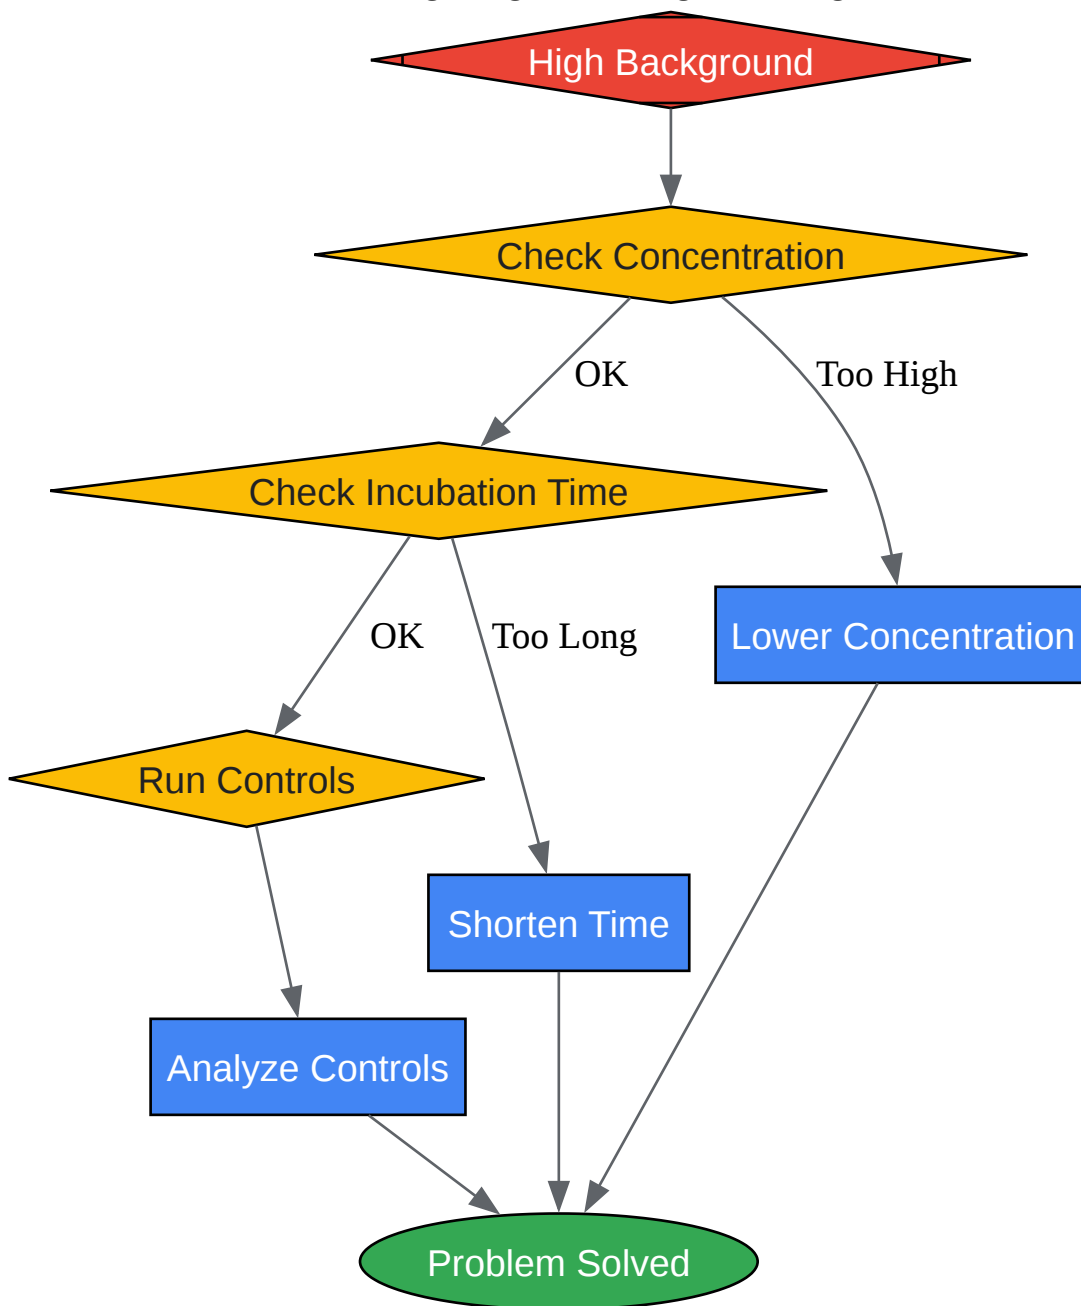 High Background
Check Concentration
OK
Too High
Check Incubation Time
OK
Too Long
Lower Concentration
Run Controls
Shorten Time
Analyze Controls
Problem Solved